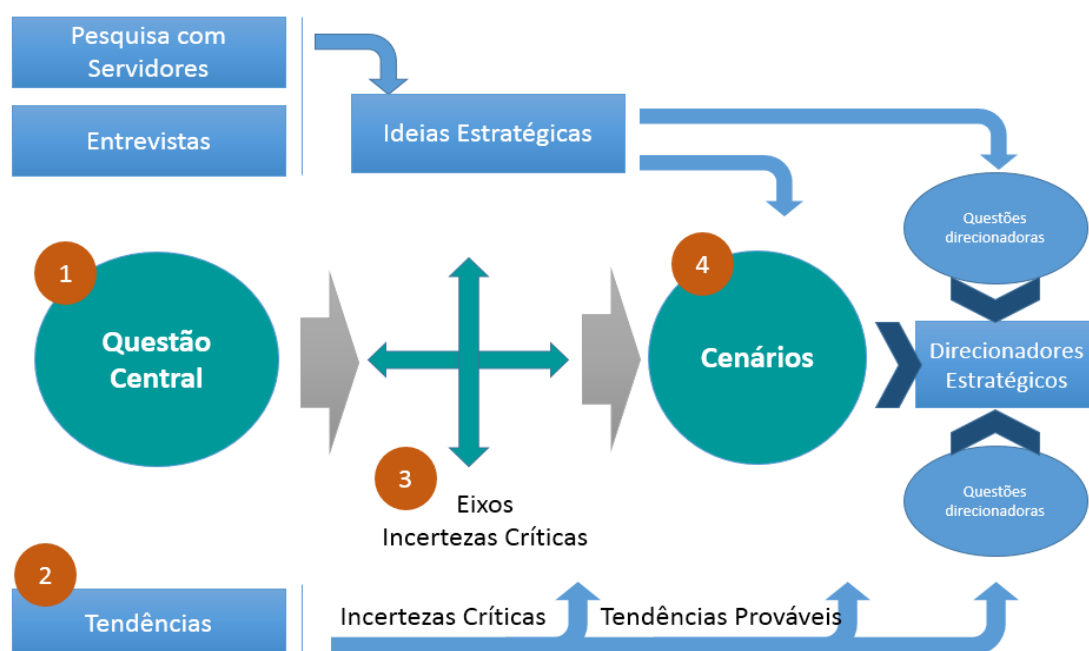 Pesquisa com
Servidores
Entrevistas
Ideias Estratégicas
Questões
direcionadoras
1
Questão
Central
3
Eixos
Incertezas Críticas
4
Cenários
Direcionadores
Estratégicos
Questões
direcionadoras
2
Tendências
Incertezas Críticas
Tendências Prováveis